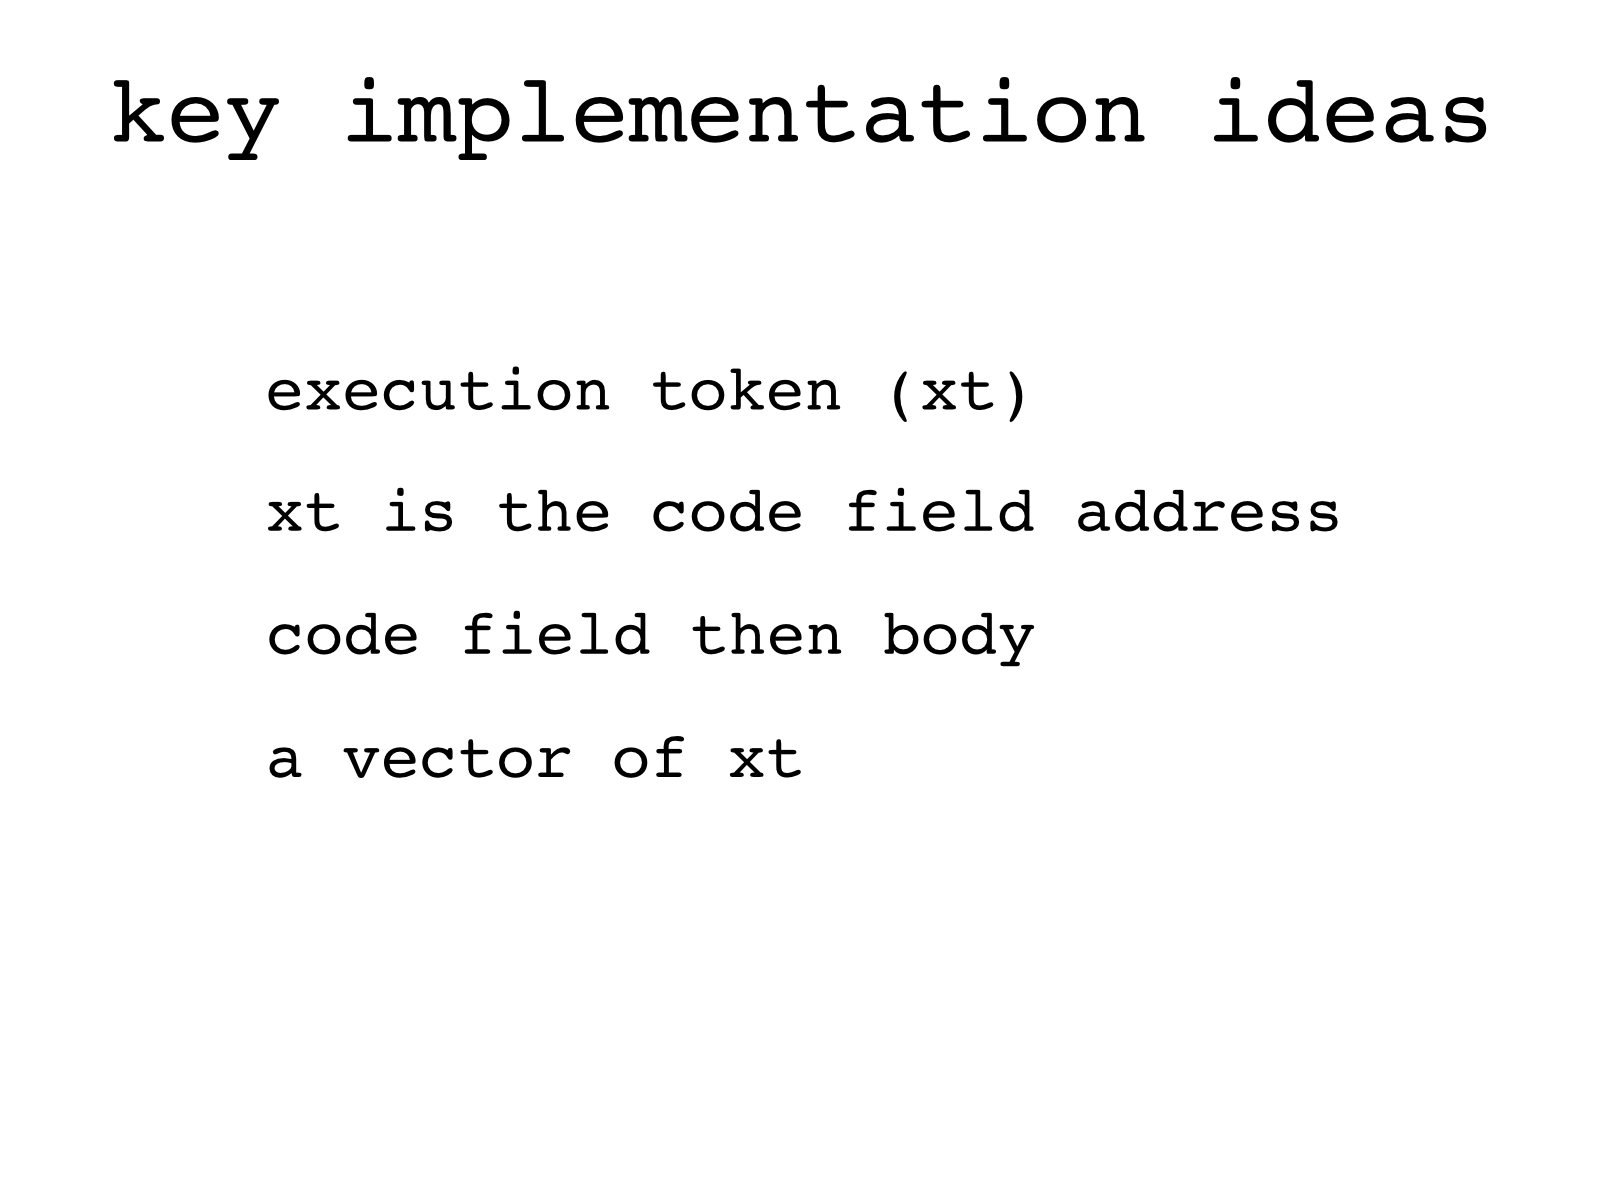 key implementation ideas
execution token (xt)
xt is the code field address
code field then body
a vector of xt